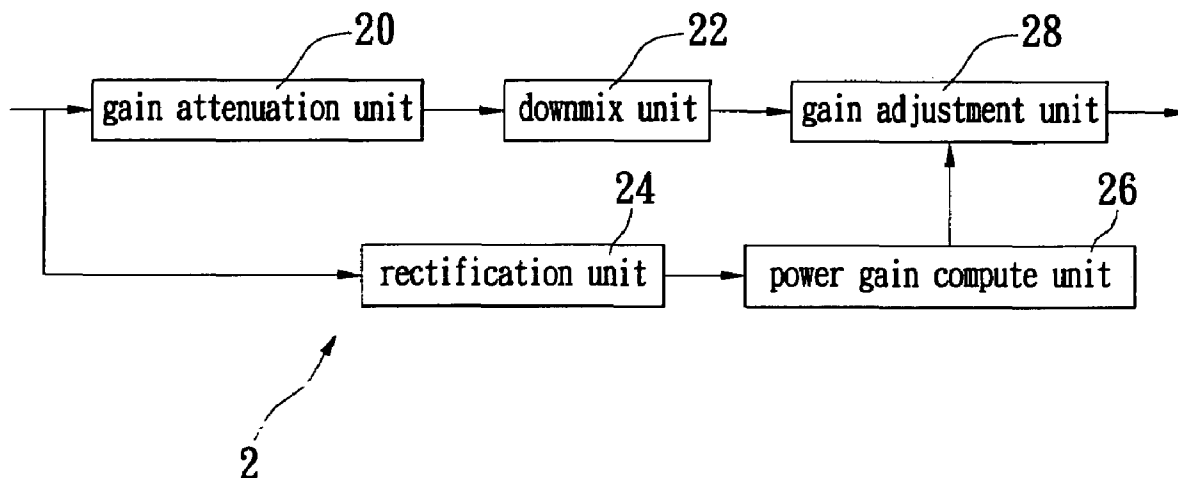 20
22
28
gain attenuation unit
downmix unit
gain adjustment unit
24
26
rectification unit
power gain compute unit
2